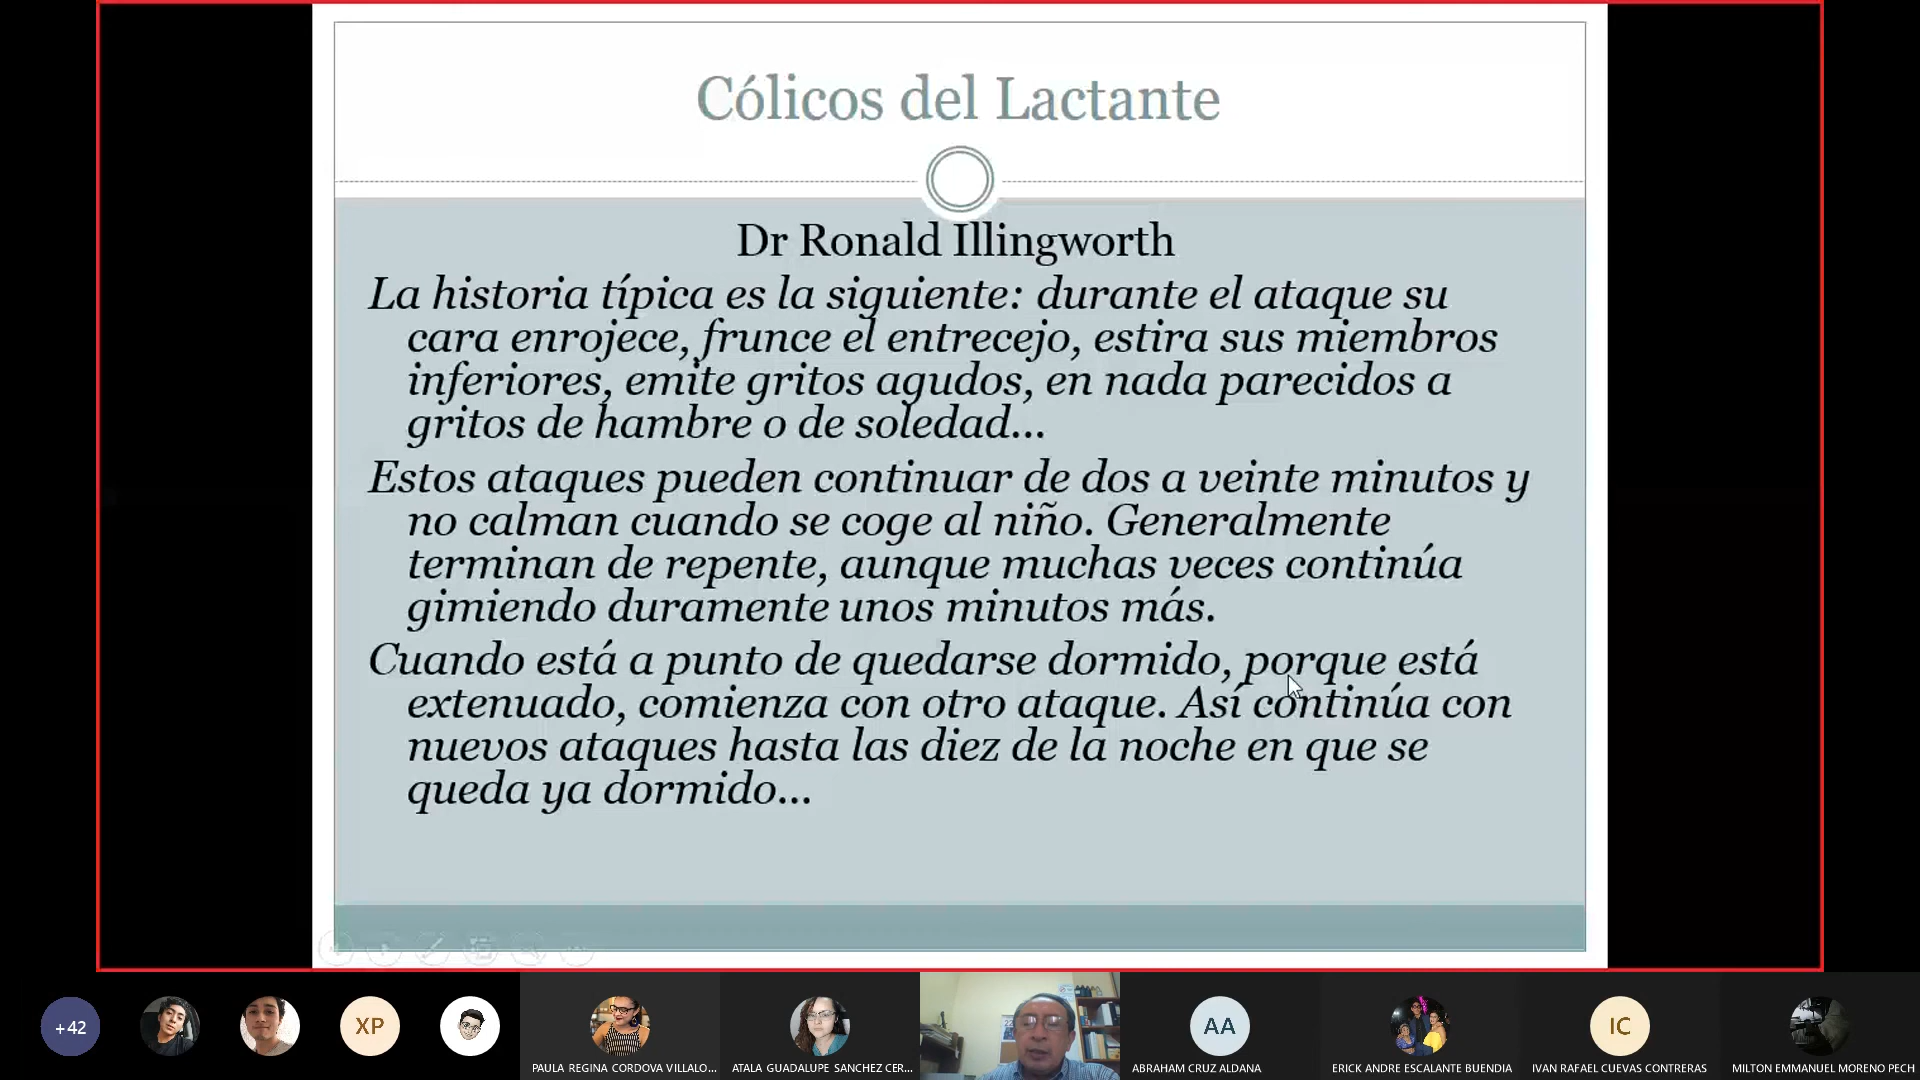 Cólicos del Lactante
Dr Ronald Illingworth
La historia típica es la siguiente: durante el ataque su
cara enrojece, frunce el entrecejo, estira sus miembros
inferiores, emite gritos agudos, en nada parecidos a
gritos de hambre o de soledad...
Estos ataques pueden continuar de dos a veinte minutos y
no calman cuando se coge al niño. Generalmente
terminan de repente, aunque muchas veces continúa
gimiendo duramente unos minutos más.
Cuando está a punto de quedarse dormido, porque está
extenuado, comienza con otro ataque. Así continúa con
nuevos ataques hasta las diez de la noche en que se
queda ya dormido...
+42
XP
AA
IC
PAULA REGINA CORDOVA VILLALO...
ATALA GUADALUPE SANCHEZ CER...
ABRAHAM CRUZ ALDANA
ERICK ANDRE ESCALANTE BUENDIA
IVAN RAFAEL CUEVAS CONTRERAS
MILTON EMMANUEL MORENO PECH